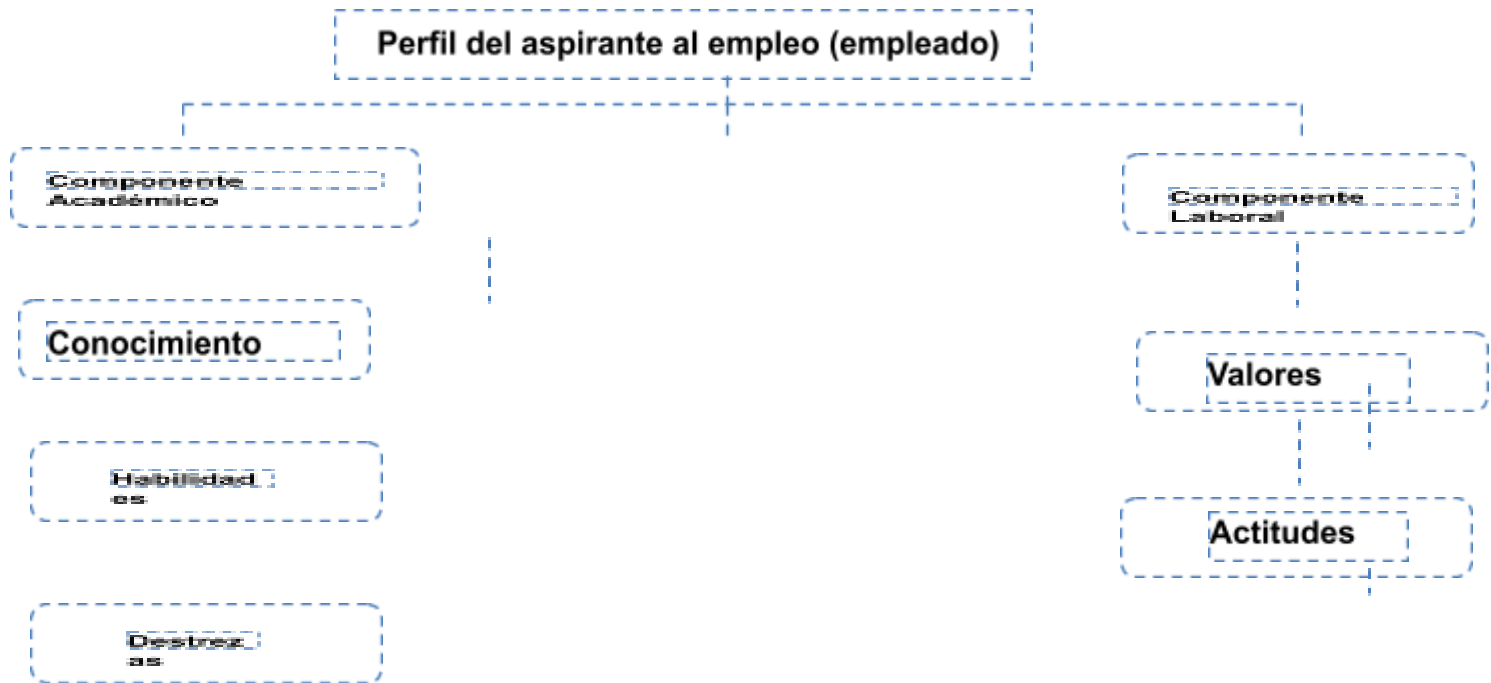 Perfil del aspirante al empleo (empleado)
Componente
Académico
Componente
Laboral
Conocimiento
Valores
Habilidad
es
Actitudes
Destrez
as